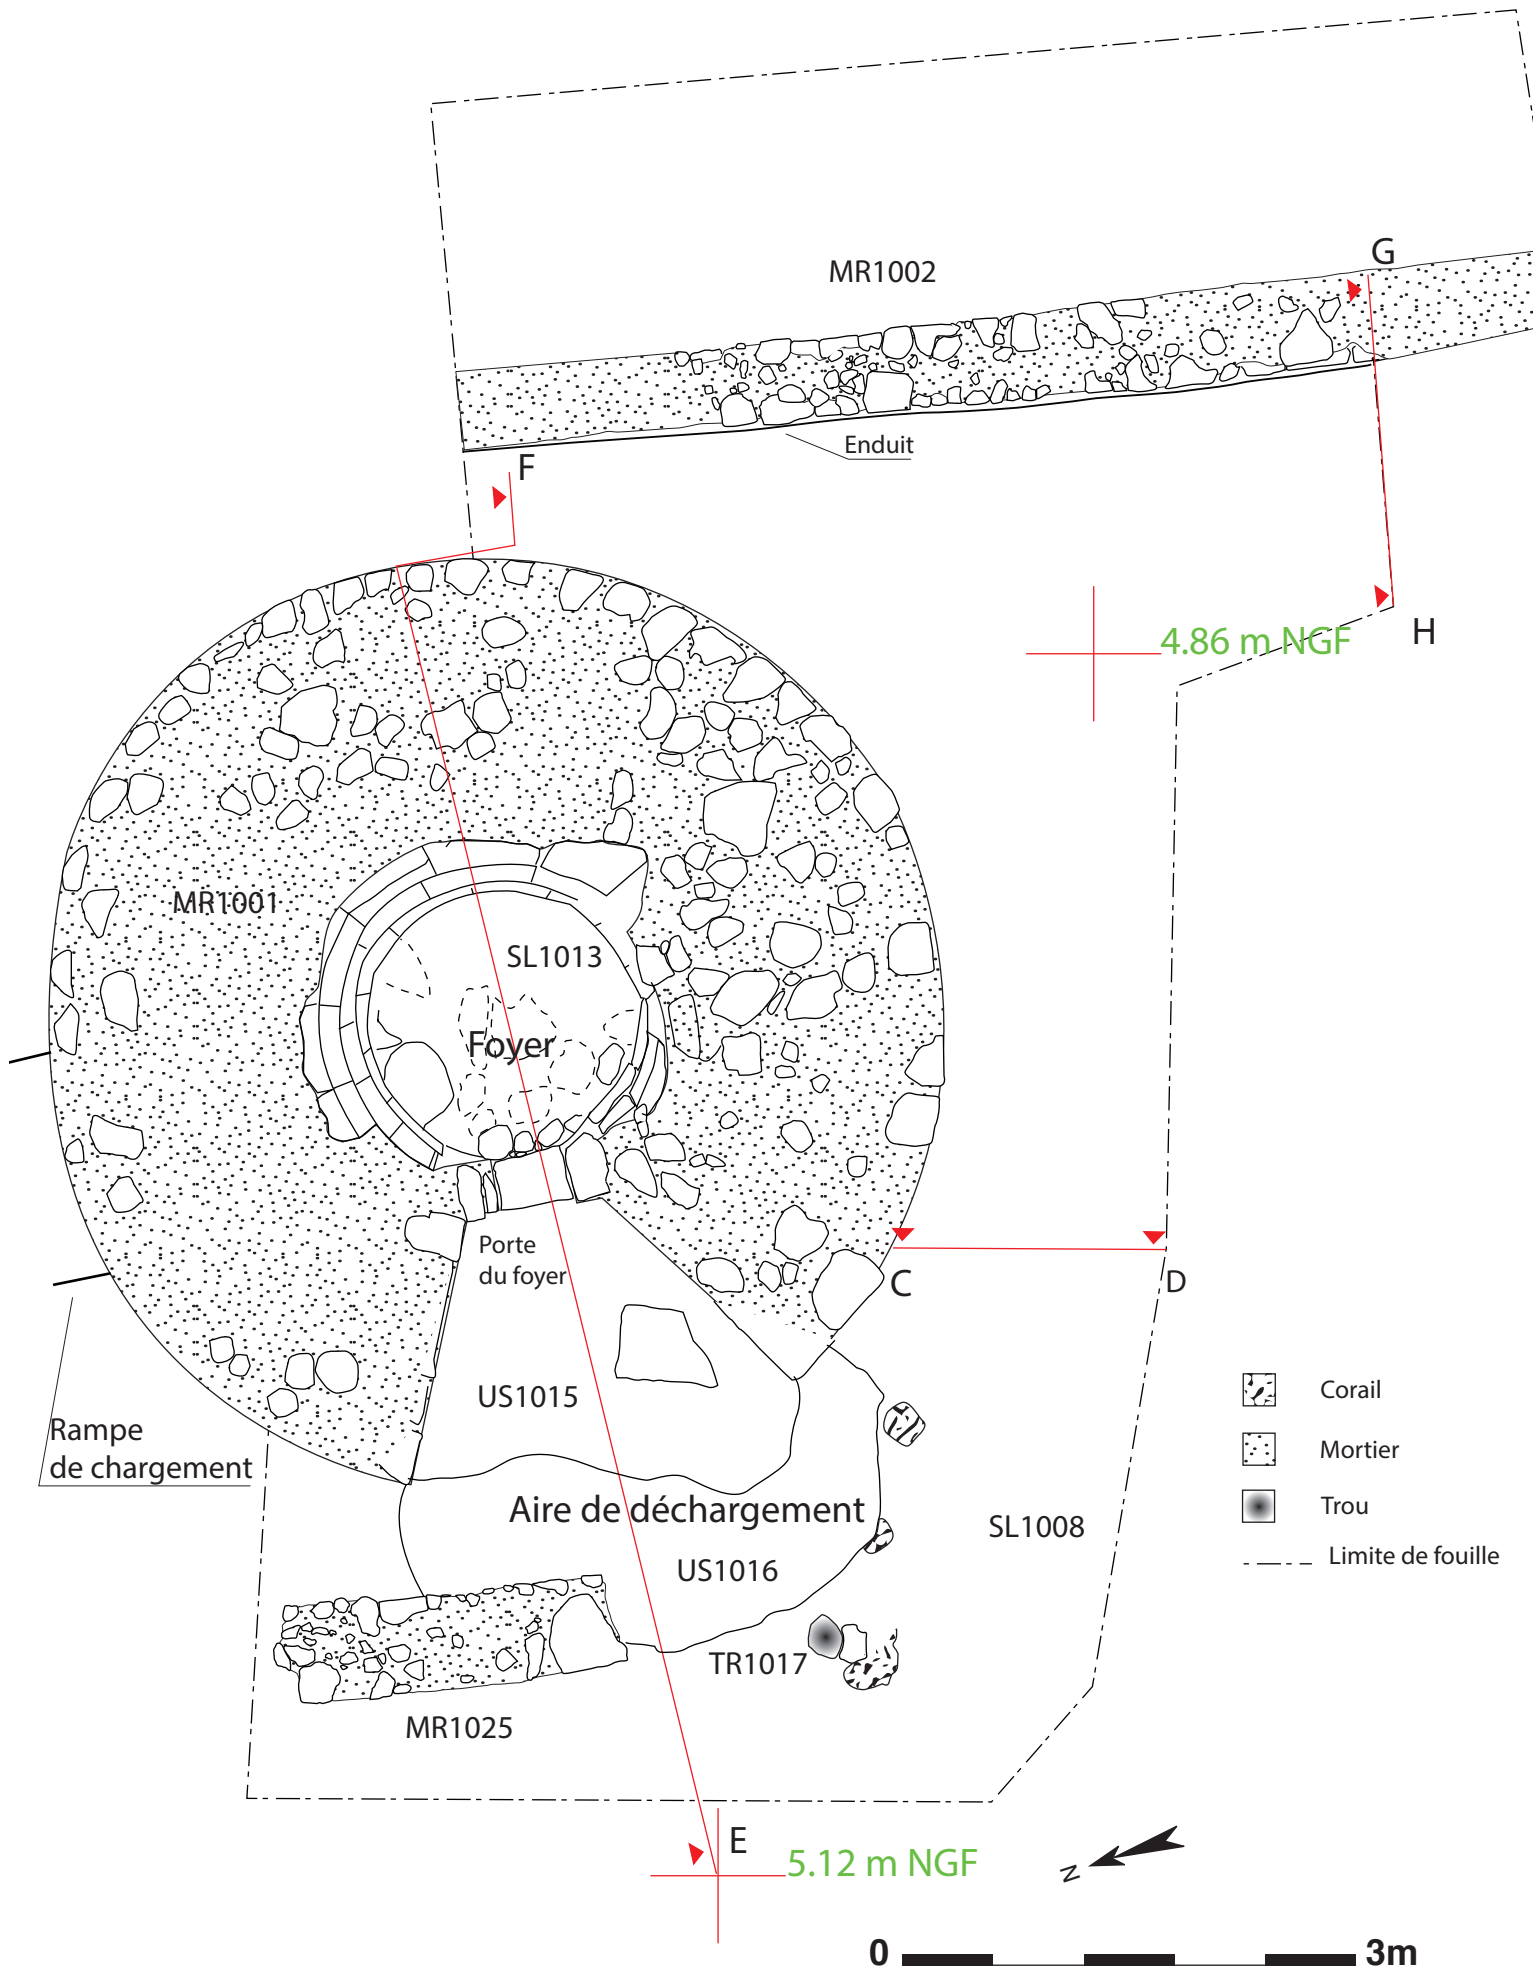 G
MR1002
Enduit
F
H
4.86 m NGF
MR1001
SL1013
Foyer
Porte
du foyer
C
D
US1015
Corail
Rampe
de chargement
Mortier
Aire de déchargement
Trou
SL1008
Limite de fouille
US1016
TR1017
MR1025
E
5.12 m NGF
N
0
3m